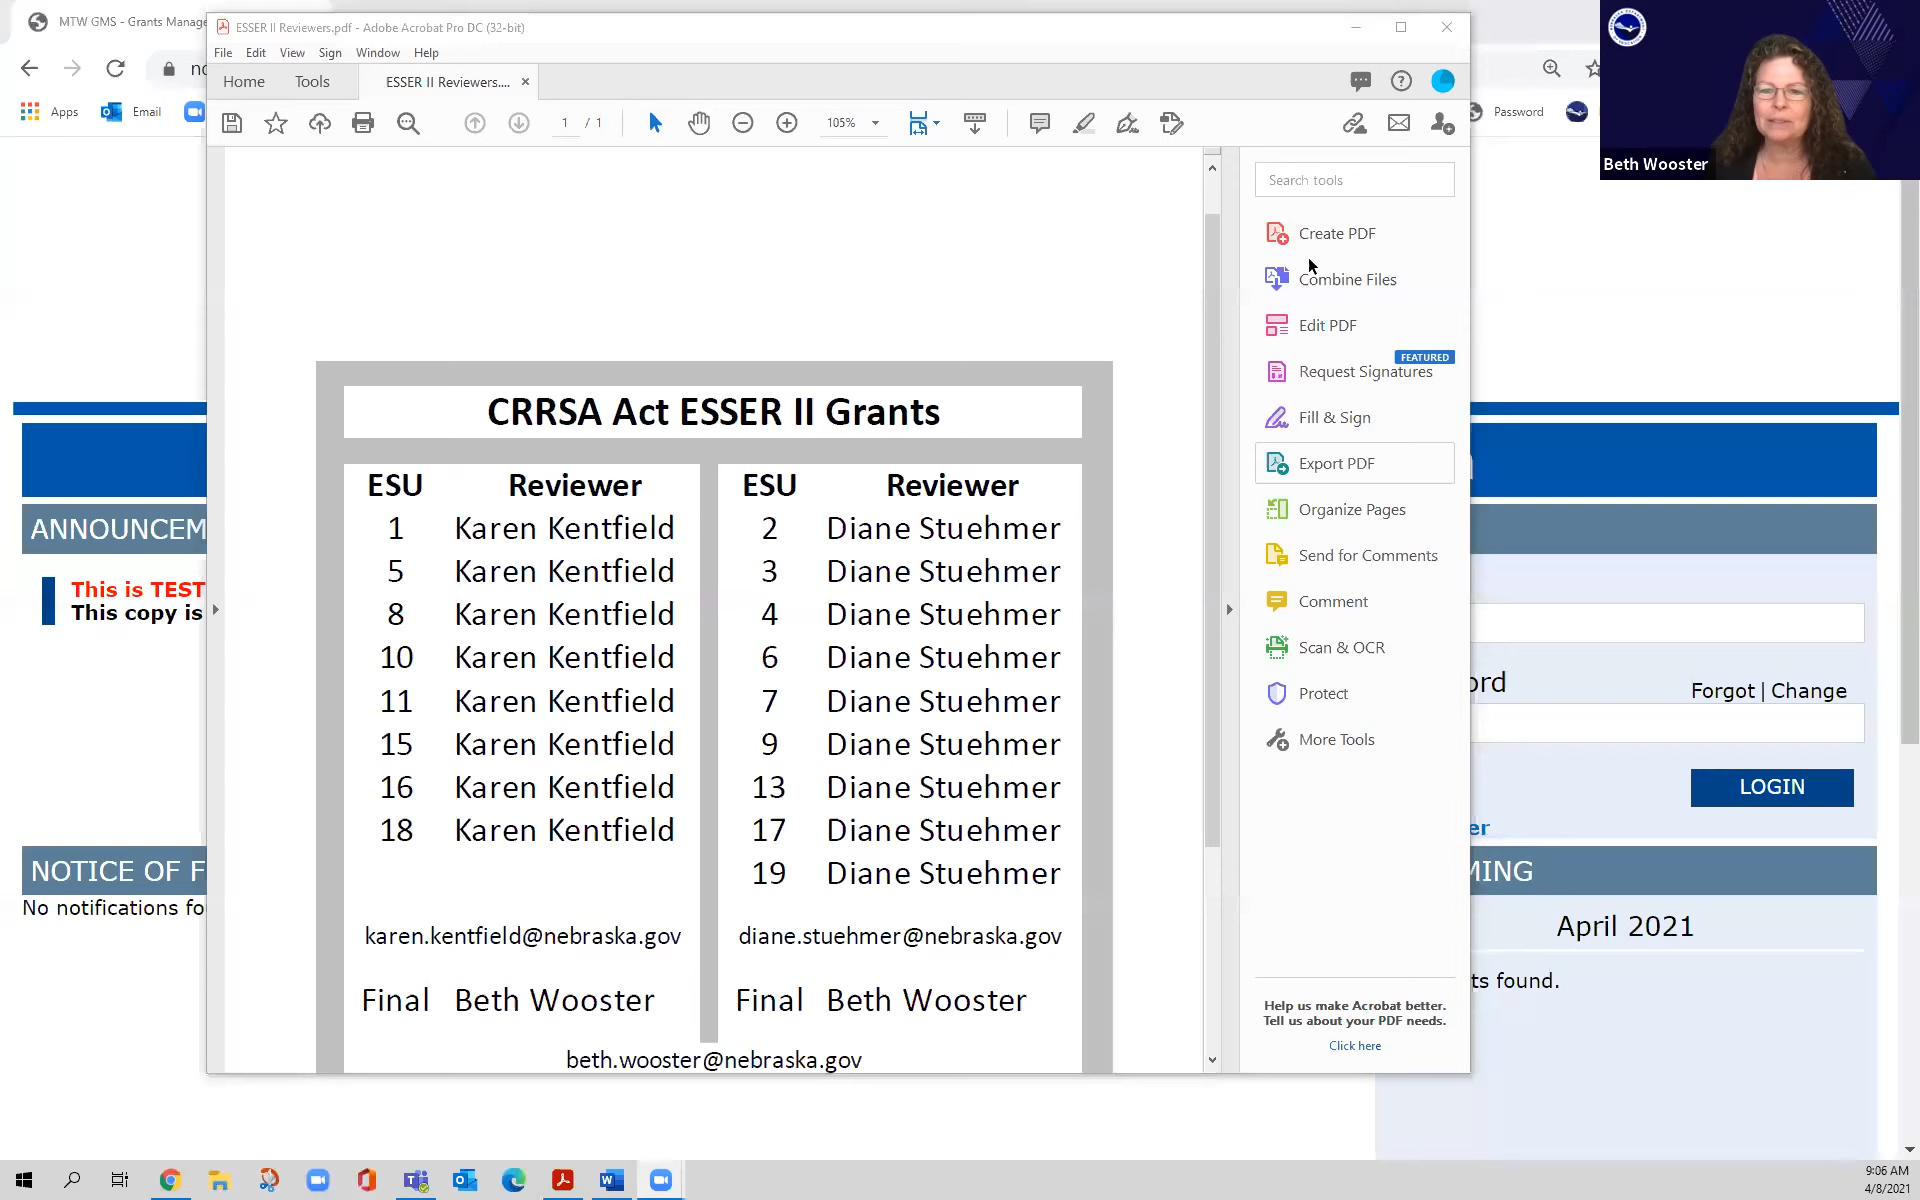 MTW GMS - Grants Manage
ESSER II Reviewers.pdf - Adobe Acrobat Pro DC (32-bit)
File Edit View Sign Window Help
Home Tools ESSER II Reviewers....
Apps Email
1 / 1 105%
Password
Beth Wooster
Search tools
Create PDF
Combine Files
Edit PDF
FEATURED
Request Signatures
Fill & Sign
Export PDF
Organize Pages
Send for Comments
Comment
Scan & OCR
Protect
More Tools
Help us make Acrobat better.
Tell us about your PDF needs.
Click here
CRRSA Act ESSER II Grants
ESU Reviewer ESU Reviewer
1 Karen Kentfield 2 Diane Stuehmer
5 Karen Kentfield 3 Diane Stuehmer
8 Karen Kentfield 4 Diane Stuehmer
10 Karen Kentfield 6 Diane Stuehmer
11 Karen Kentfield 7 Diane Stuehmer
15 Karen Kentfield 9 Diane Stuehmer
16 Karen Kentfield 13 Diane Stuehmer
18 Karen Kentfield 17 Diane Stuehmer
19 Diane Stuehmer
karen.kentfield@nebraska.gov diane.stuehmer@nebraska.gov
Final Beth Wooster Final Beth Wooster
beth.wooster@nebraska.gov
ANNOUNCEM
This is TEST
This copy is
NOTICE OF F
No notifications fo
ord
Forgot | Change
LOGIN
er
MING
April 2021
ts found.
9:06 AM
4/8/2021